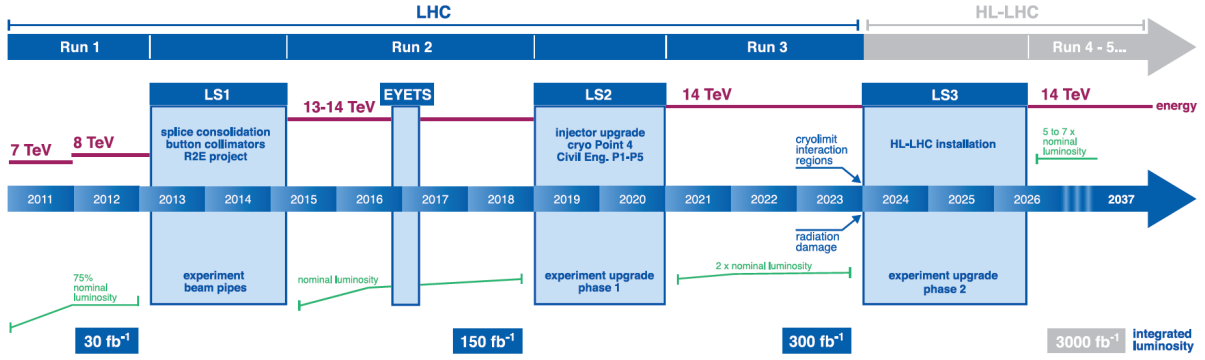 LHC
HL-LHC
Run 1
Run 2
Run 3
Run 4 - 5...
LS1
EYETS
LS2
LS3
13-14 TeV
14 TeV
14 TeV
energy
7 TeV
8 TeV
splice consolidation
button collimators
R2E project
injector upgrade
cryo Point 4
Civil Eng. P1-P5
cryolimit
interaction
regions
HL-LHC installation
5 to 7 x
nominal
luminosity
2011
2012
2013
2014
2015
2016
2017
2018
2019
2020
2021
2022
2023
2024
2025
2026
2037
radiation
damage
75%
nominal
luminosity
experiment
beam pipes
nominal luminosity
experiment upgrade
phase 1
2 x nominal luminosity
experiment upgrade
phase 2
30 fb⁻¹
150 fb⁻¹
300 fb⁻¹
3000 fb⁻¹
integrated
luminosity